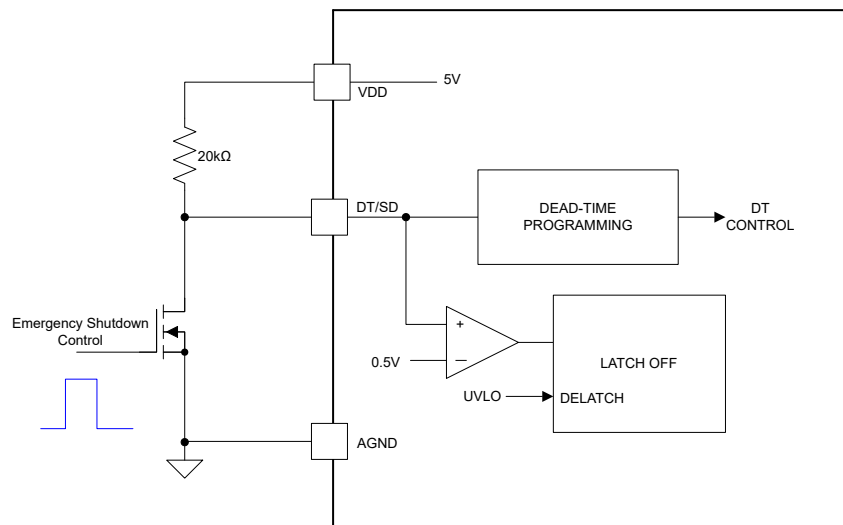 VDD
5V
20kΩ
DT/SD
DEAD-TIME
PROGRAMMING
DT
CONTROL
Emergency Shutdown
Control
+
0.5V
−
LATCH OFF
UVLO
DELATCH
AGND